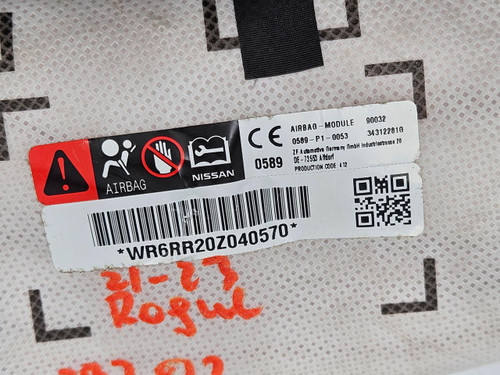 AIRBAG
NISSAN
CE
0589
AIRBAG-MODULE 90032
0589-P1-0053 343122810
ZF Automotive Germany GmbH Industriestrasse 20
DE - 73553 Alfdorf
PRODUCTION CODE 412
*WR6RR20Z040570*
21-23
Rogue